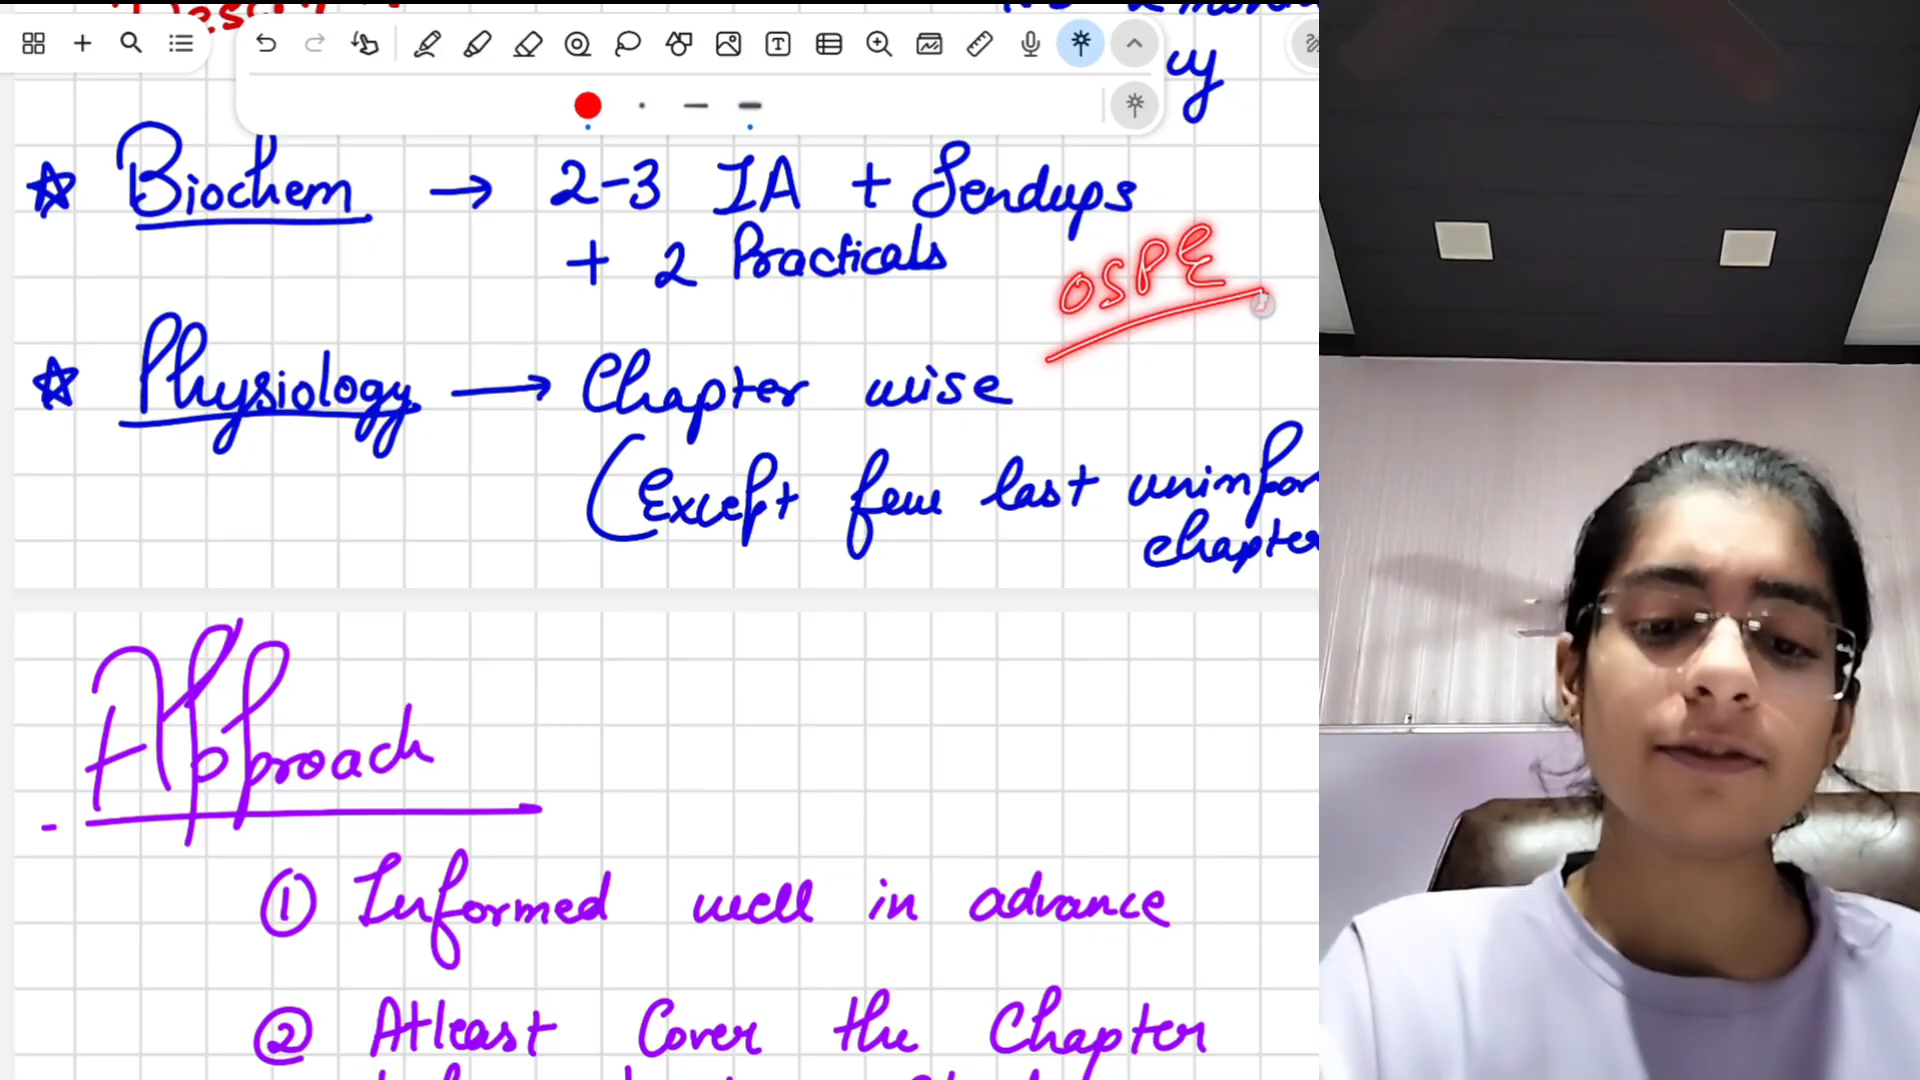 ☆ Biochem → 2-3 IA + Sendups
+ 2 Practicals
OSPE
☆ Physiology → Chapter wise
(Except few last
chapter
Approach
① Informed well in advance
② Atleast Cover the Chapter